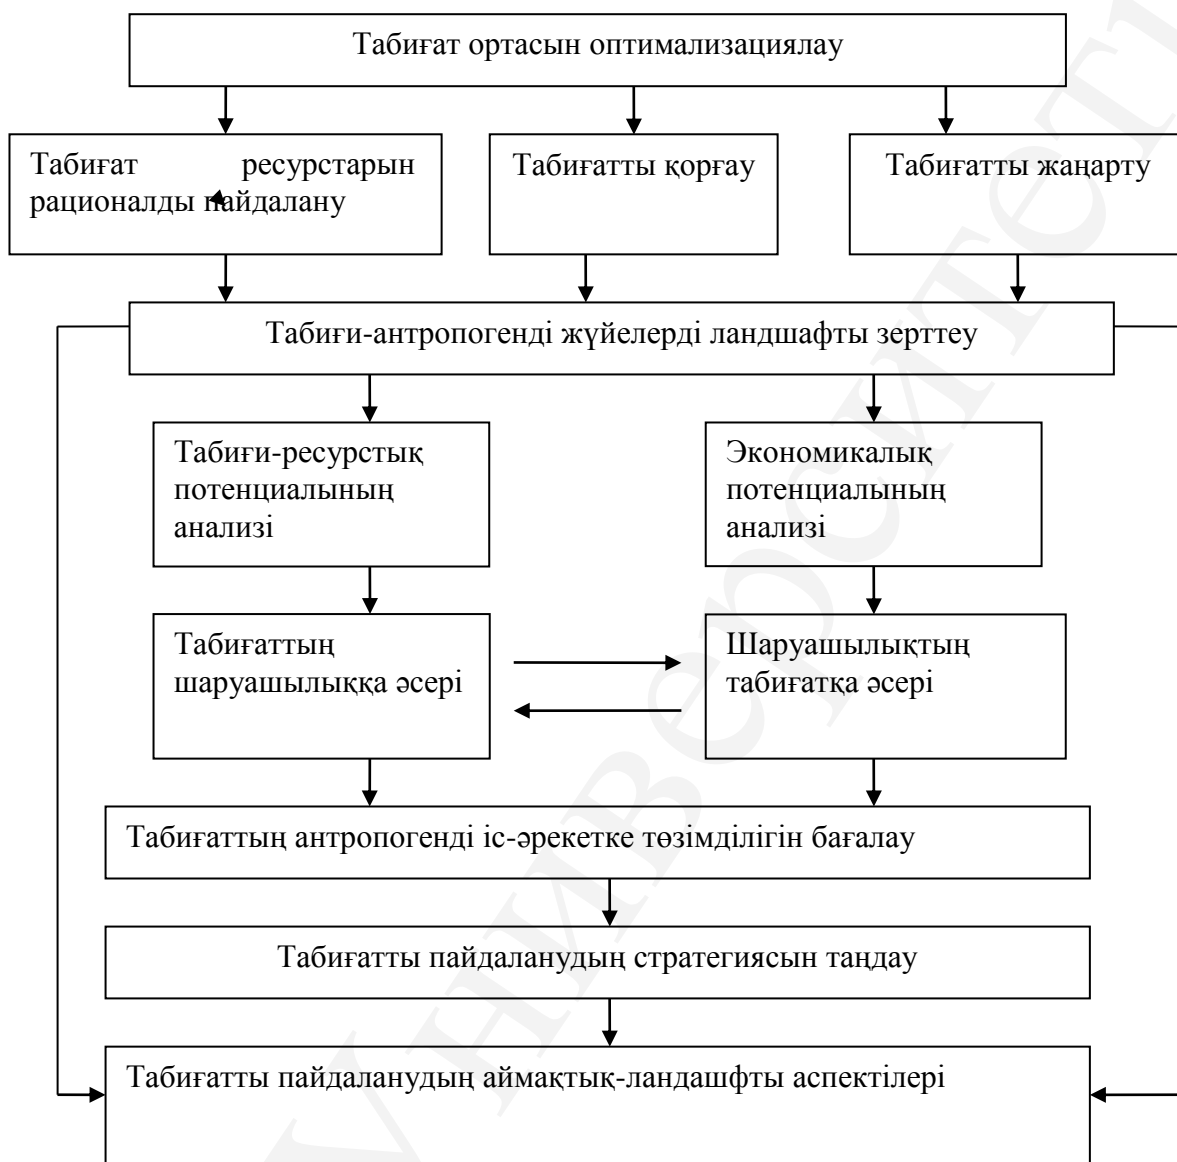 Табиғат ортасын оптимализациялау
Табиғат ресурстарын
рационалды пайдалану
Табиғатты қорғау
Табиғатты жаңарту
Табиғи-антропогенді жүйелерді ландшафты зерттеу
Табиғи-ресурстық
потенциалының
анализі
Экономикалық
потенциалының
анализі
Табиғаттың
шаруашылыққа әсері
Шаруашылықтың
табиғатқа әсері
Табиғаттың антропогенді іс-әрекетке төзімділігін бағалау
Табиғатты пайдаланудың стратегиясын таңдау
Табиғатты пайдаланудың аймақтық-ландашфты аспектілері
Университеті